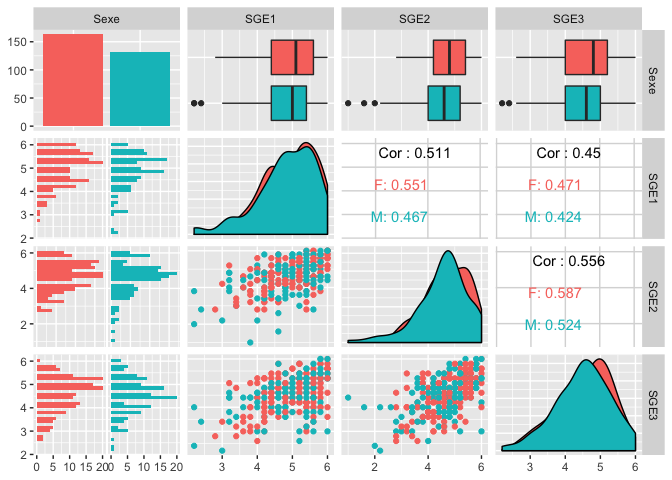 Sexe SGE1 SGE2 SGE3
150
100
50
0
Sexe
6
5
4
3
2
Cor : 0.511
F: 0.551
M: 0.467
Cor : 0.45
F: 0.471
M: 0.424
SGE1
6
4
2
Cor : 0.556
F: 0.587
M: 0.524
SGE2
6
5
4
3
2
SGE3
0 5 10 15 20 0 5 10 15 20 3 4 5 6 2 4 6 3 4 5 6